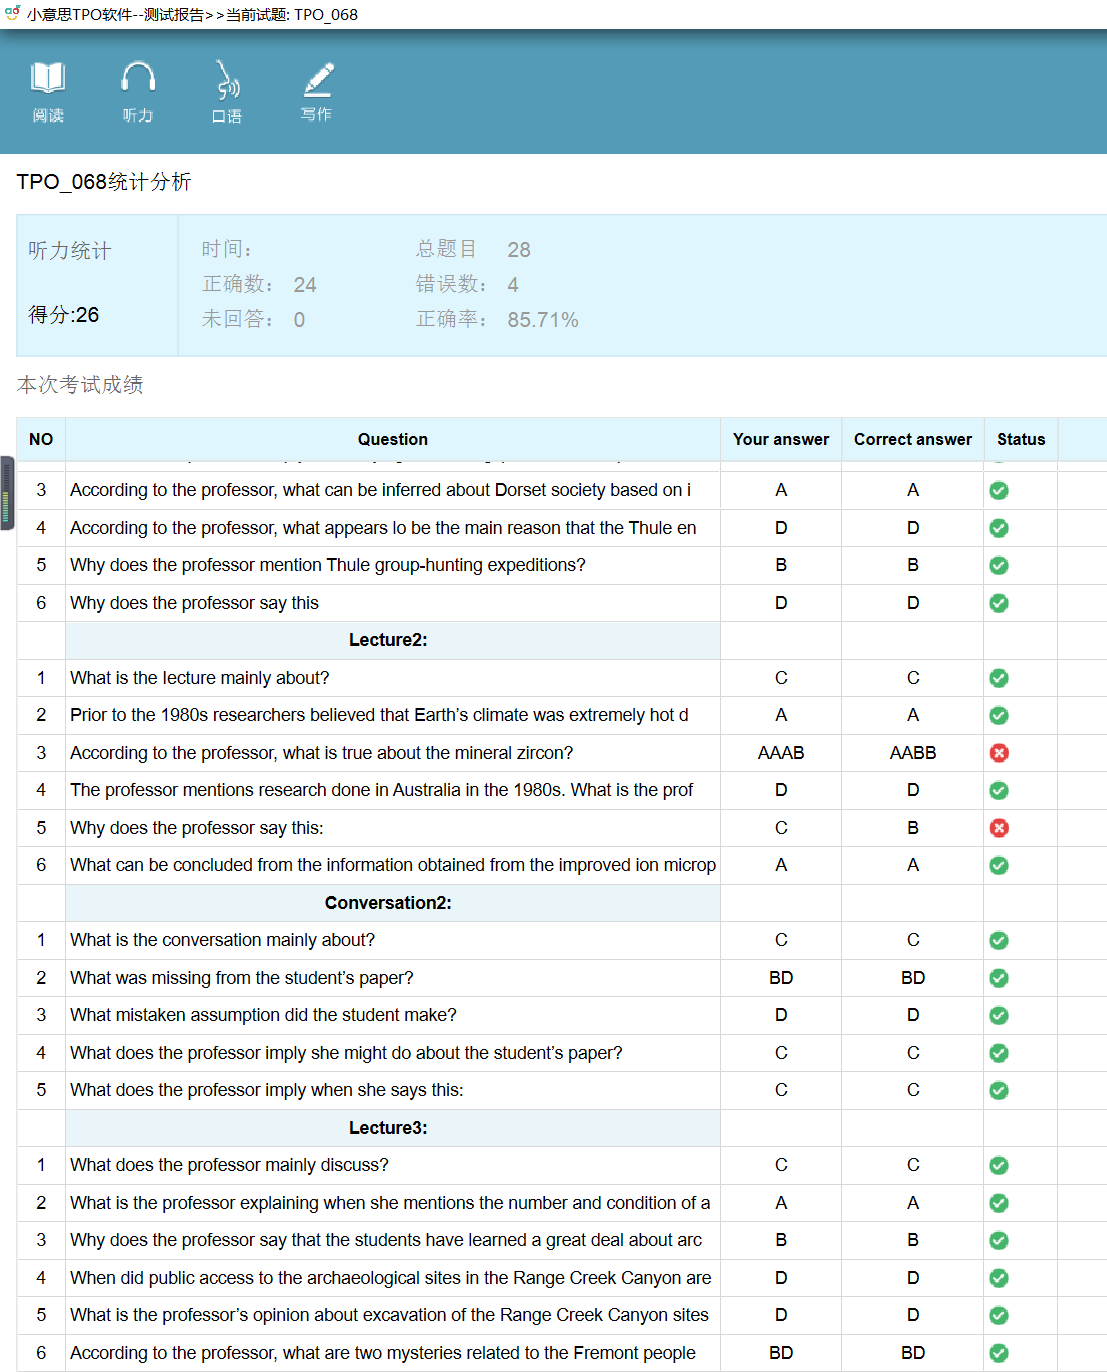 小意思TPO软件--测试报告>>当前试题: TPO_068
阅读 听力 口语 写作
TPO_068统计分析
听力统计
得分:26
时间: 总题目 28
正确数: 24 错误数: 4
未回答: 0 正确率: 85.71%
本次考试成绩
NO Question Your answer Correct answer Status
3 According to the professor, what can be inferred about Dorset society based on i A A
4 According to the professor, what appears lo be the main reason that the Thule en D D
5 Why does the professor mention Thule group-hunting expeditions? B B
6 Why does the professor say this D D
Lecture2:
1 What is the lecture mainly about? C C
2 Prior to the 1980s researchers believed that Earth's climate was extremely hot d A A
3 According to the professor, what is true about the mineral zircon? AAAB AABB
4 The professor mentions research done in Australia in the 1980s. What is the prof D D
5 Why does the professor say this: C B
6 What can be concluded from the information obtained from the improved ion microp A A
Conversation2:
1 What is the conversation mainly about? C C
2 What was missing from the student's paper? BD BD
3 What mistaken assumption did the student make? D D
4 What does the professor imply she might do about the student's paper? C C
5 What does the professor imply when she says this: C C
Lecture3:
1 What does the professor mainly discuss? C C
2 What is the professor explaining when she mentions the number and condition of a A A
3 Why does the professor say that the students have learned a great deal about arc B B
4 When did public access to the archaeological sites in the Range Creek Canyon are D D
5 What is the professor's opinion about excavation of the Range Creek Canyon sites D D
6 According to the professor, what are two mysteries related to the Fremont people BD BD